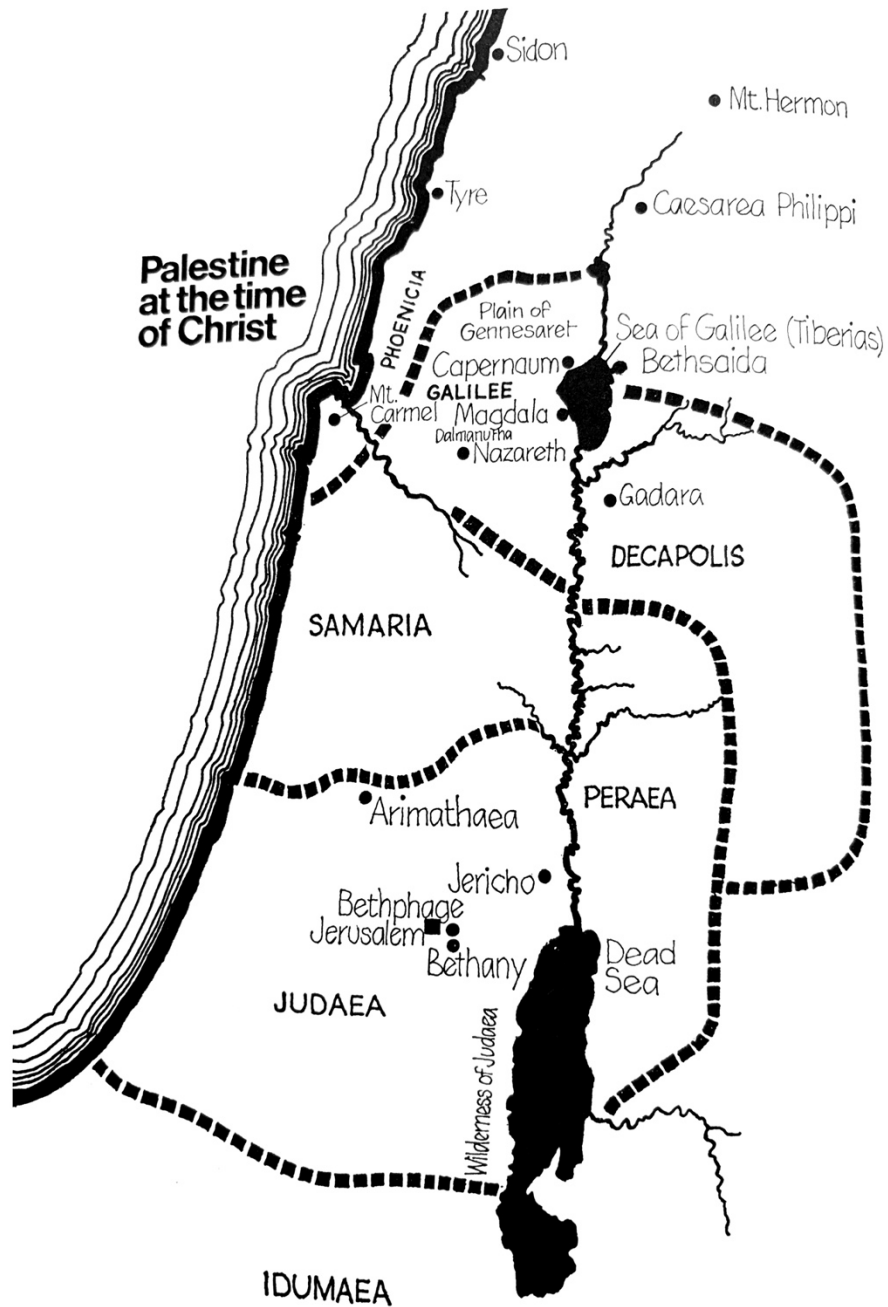 Sidon
Mt. Hermon
Tyre
Caesarea Philippi
Palestine
at the time
of Christ
PHOENICIA
Plain of
Gennesaret
Sea of Galilee (Tiberias)
Capernaum
Bethsaida
GALILEE
Mt.
Carmel
Magdala
Dalmanutha
Nazareth
Gadara
DECAPOLIS
SAMARIA
PERAEA
Arimathaea
Jericho
Bethphage
Jerusalem
Bethany
Dead
Sea
JUDAEA
Wilderness of Judaea
IDUMAEA